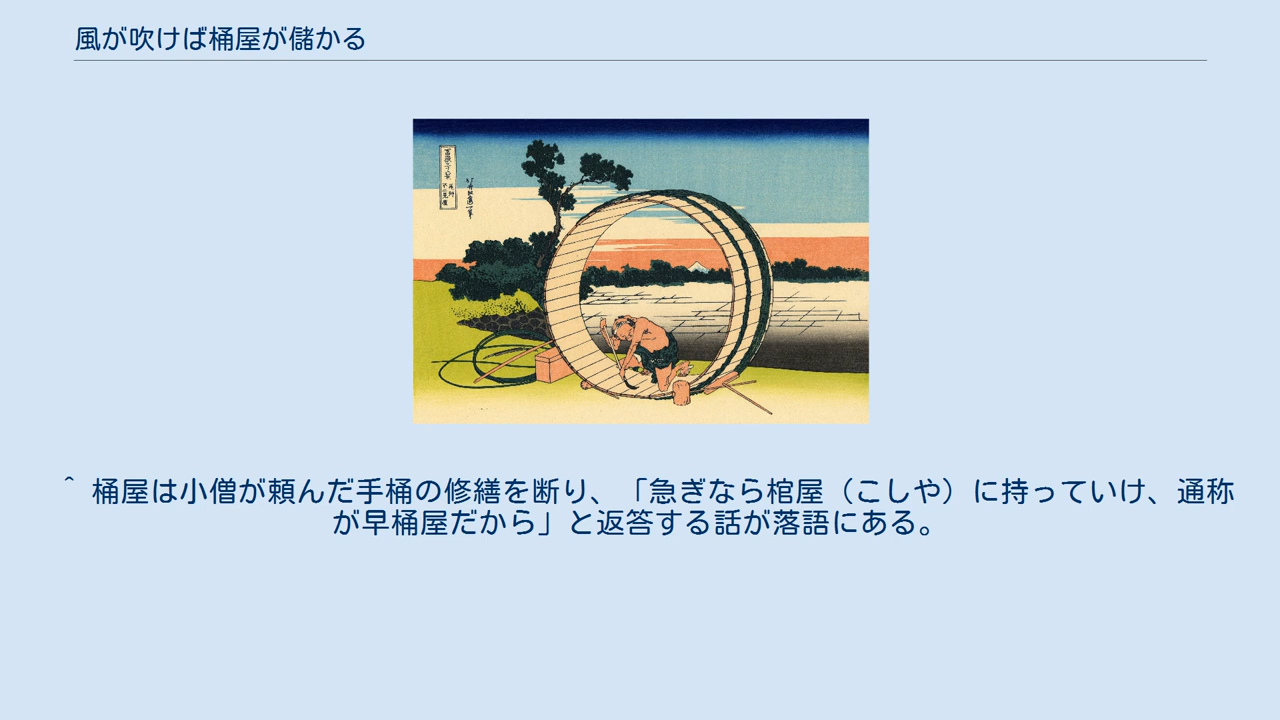 風が吹けば桶屋が儲かる
^ 桶屋は小僧が頼んだ手桶の修繕を断り、「急ぎなら棺屋（こしや）に持っていけ、通称
が早桶屋だから」と返答する話が落語にある。